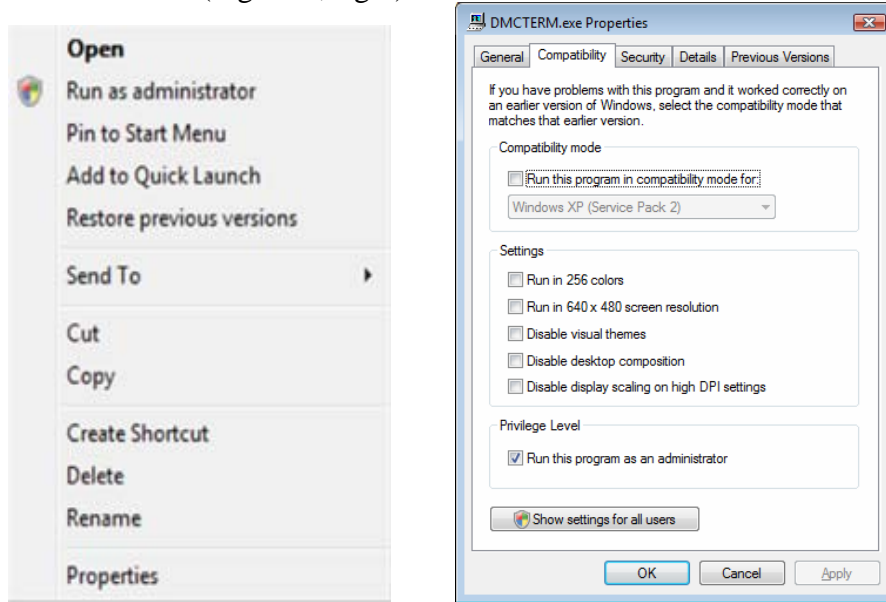 Open
Run as administrator
Pin to Start Menu
Add to Quick Launch
Restore previous versions
Send To
Cut
Copy
Create Shortcut
Delete
Rename
Properties
DMCTERM.exe Properties
General Compatibility Security Details Previous Versions
If you have problems with this program and it worked correctly on
an earlier version of Windows, select the compatibility mode that
matches that earlier version.
Compatibility mode
Run this program in compatibility mode for:
Windows XP (Service Pack 2)
Settings
Run in 256 colors
Run in 640 x 480 screen resolution
Disable visual themes
Disable desktop composition
Disable display scaling on high DPI settings
Privilege Level
Run this program as an administrator
Show settings for all users
OK Cancel Apply